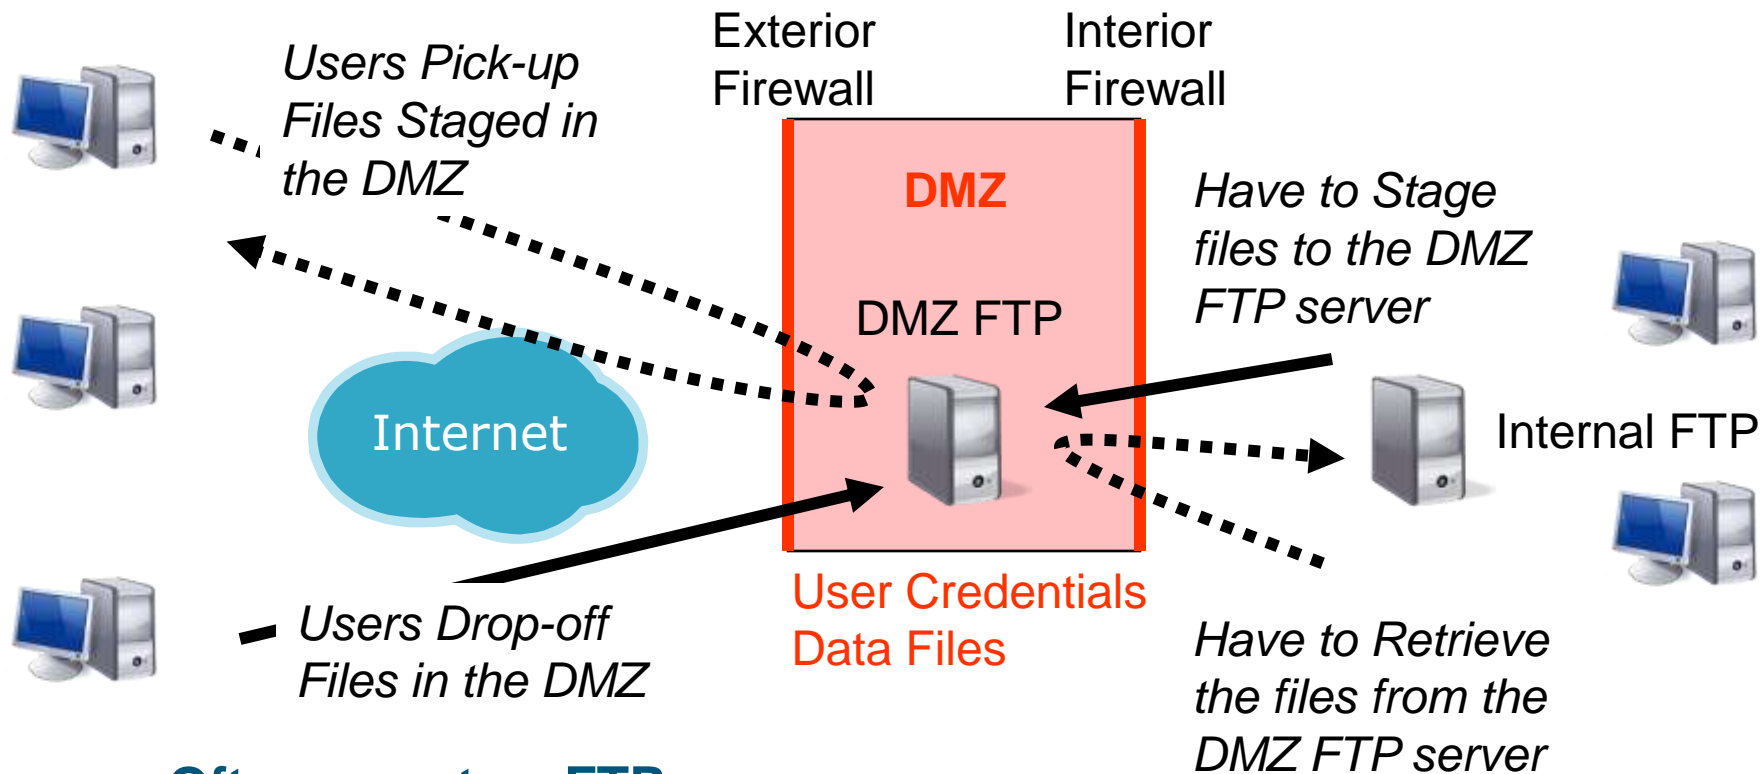 Exterior
Firewall
Interior
Firewall
Users Pick-up
Files Staged in
the DMZ
DMZ
Have to Stage
files to the DMZ
FTP server
DMZ FTP
Internet
Internal FTP
User Credentials
Data Files
Users Drop-off
Files in the DMZ
Have to Retrieve
the files from the
DMZ FTP server
FTP